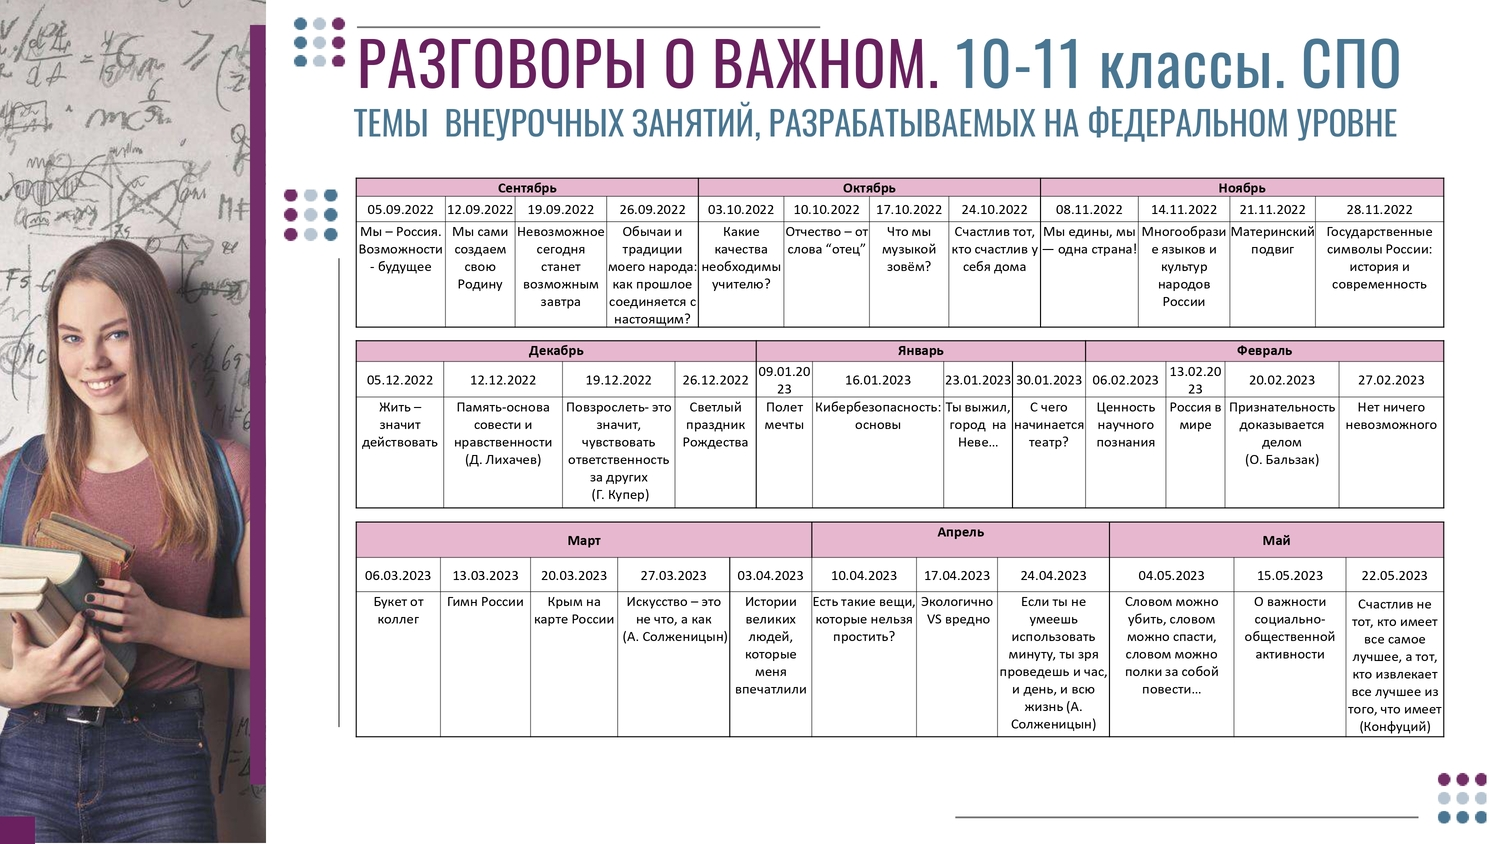 РАЗГОВОРЫ О ВАЖНОМ. 10-11 классы. СПО
ТЕМЫ ВНЕУРОЧНЫХ ЗАНЯТИЙ, РАЗРАБАТЫВАЕМЫХ НА ФЕДЕРАЛЬНОМ УРОВНЕ
Сентябрь
Октябрь
Ноябрь
05.09.2022
12.09.2022
19.09.2022
26.09.2022
03.10.2022
10.10.2022
17.10.2022
24.10.2022
08.11.2022
14.11.2022
21.11.2022
28.11.2022
Мы – Россия.
Возможности
- будущее
Мы сами
создаем
свою
Родину
Невозможное
сегодня
станет
возможным
завтра
Обычаи и
традиции
моего народа:
как прошлое
соединяется с
настоящим?
Какие
качества
необходимы
учителю?
Отчество – от
слова “отец”
Что мы
музыкой
зовём?
Счастлив тот,
кто счастлив у
себя дома
Мы едины, мы
— одна страна!
Многообрази
е языков и
культур
народов
России
Материнский
подвиг
Государственные
символы России:
история и
современность
Декабрь
Январь
Февраль
05.12.2022
12.12.2022
19.12.2022
26.12.2022
09.01.20
23
16.01.2023
23.01.2023
30.01.2023
06.02.2023
13.02.20
23
20.02.2023
27.02.2023
Жить –
значит
действовать
Память-основа
совести и
нравственности
(Д. Лихачев)
Повзрослеть- это
значит,
чувствовать
ответственность
за других
(Г. Купер)
Светлый
праздник
Рождества
Полет
мечты
Кибербезопасность:
основы
Ты выжил,
город на
Неве…
С чего
начинается
театр?
Ценность
научного
познания
Россия в
мире
Признательность
доказывается
делом
(О. Бальзак)
Нет ничего
невозможного
Март
Апрель
Май
06.03.2023
13.03.2023
20.03.2023
27.03.2023
03.04.2023
10.04.2023
17.04.2023
24.04.2023
04.05.2023
15.05.2023
22.05.2023
Букет от
коллег
Гимн России
Крым на
карте России
Искусство – это
не что, а как
(А. Солженицын)
Истории
великих
людей,
которые
меня
впечатлили
Есть такие вещи,
которые нельзя
простить?
Экологично
VS вредно
Если ты не
умеешь
использовать
минуту, ты зря
проведешь и час,
и день, и всю
жизнь (А.
Солженицын)
Словом можно
убить, словом
можно спасти,
словом можно
полки за собой
повести…
О важности
социально-
общественной
активности
Счастлив не
тот, кто имеет
все самое
лучшее, а тот,
кто извлекает
все лучшее из
того, что имеет
(Конфуций)